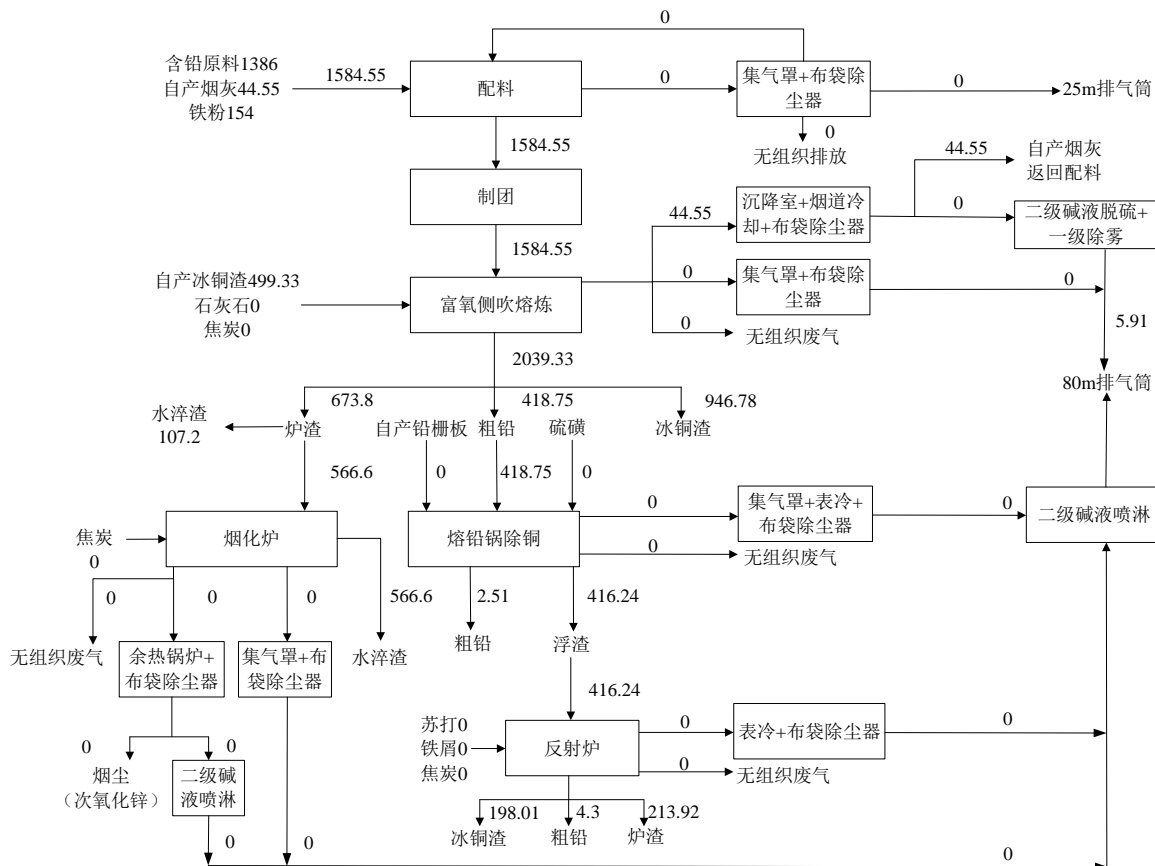 0
含铅原料1386
自产烟灰44.55
铁粉154
1584.55
配料
0
集气罩+布袋除
尘器
0
25m排气筒
0
无组织排放
1584.55
制团
44.55
自产烟灰
返回配料
44.55
沉降室+烟道冷
却+布袋除尘器
0
二级碱液脱硫+
一级除雾
1584.55
自产冰铜渣499.33
石灰石0
焦炭0
富氧侧吹熔炼
0
集气罩+布袋除
尘器
0
0
无组织废气
5.91
80m排气筒
2039.33
673.8
418.75
946.78
水淬渣
107.2
炉渣
自产铅栅板
粗铅
硫磺
冰铜渣
566.6
0
418.75
0
焦炭
0
烟化炉
熔铅锅除铜
0
集气罩+表冷+
布袋除尘器
0
二级碱液喷淋
0
无组织废气
0
0
0
566.6
2.51
416.24
无组织废气
余热锅炉+
布袋除尘器
集气罩+布
袋除尘器
水淬渣
粗铅
浮渣
416.24
苏打0
铁屑0
焦炭0
反射炉
0
表冷+布袋除尘器
0
0
无组织废气
0
0
烟尘
（次氧化锌）
二级碱
液喷淋
198.01
4.3
213.92
冰铜渣
粗铅
炉渣
0
0
0